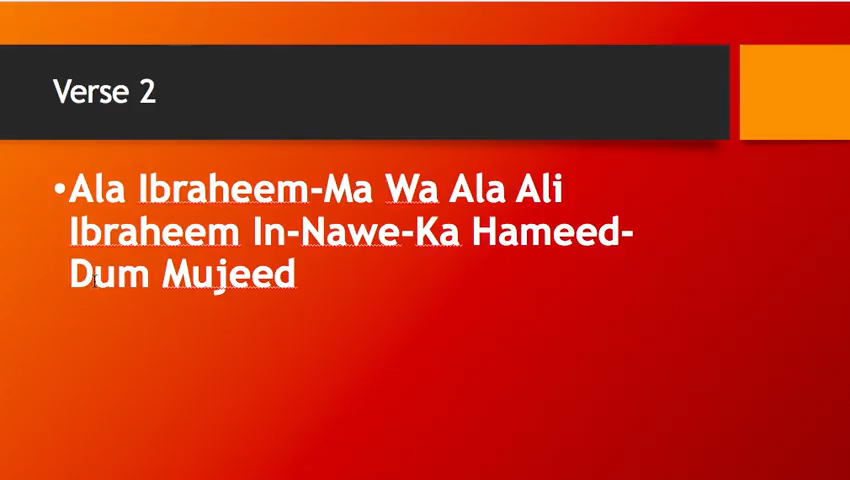 Verse 2
•Ala Ibraheem-Ma Wa Ala Ali
Ibraheem In-Nawe-Ka Hameed-
Dum Mujeed